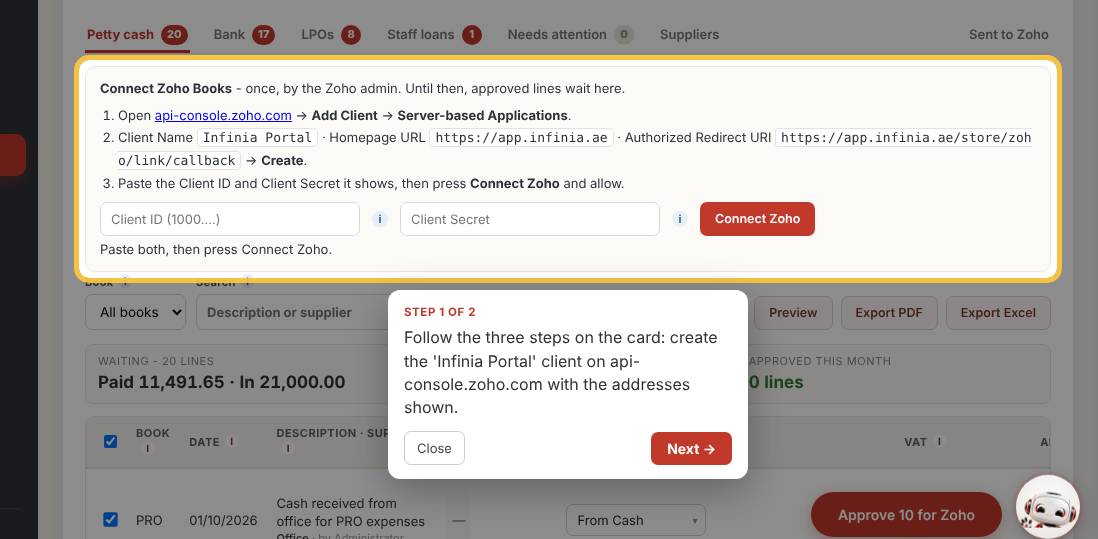 Petty cash 20 Bank 17 LPOs 8 Staff loans 1 Needs attention 0 Suppliers Sent to Zoho
Connect Zoho Books - once, by the Zoho admin. Until then, approved lines wait here.
1. Open api-console.zoho.com → Add Client → Server-based Applications.
2. Client Name Infinia Portal · Homepage URL https://app.infinia.ae · Authorized Redirect URI https://app.infinia.ae/store/zoh
o/link/callback → Create.
3. Paste the Client ID and Client Secret it shows, then press Connect Zoho and allow.
Client ID (1000....) i Client Secret i Connect Zoho
Paste both, then press Connect Zoho.
Book Search
All books Description or supplier Preview Export PDF Export Excel
STEP 1 OF 2
Follow the three steps on the card: create
the 'Infinia Portal' client on api-
console.zoho.com with the addresses
shown.
Close Next →
WAITING - 20 LINES
Paid 11,491.65 · In 21,000.00
APPROVED THIS MONTH
0 lines
BOOK I DATE I DESCRIPTION · I VAT I
PRO 01/10/2026 Cash received from
office for PRO expenses
Office · by Administrator
— From Cash Approve 10 for Zoho